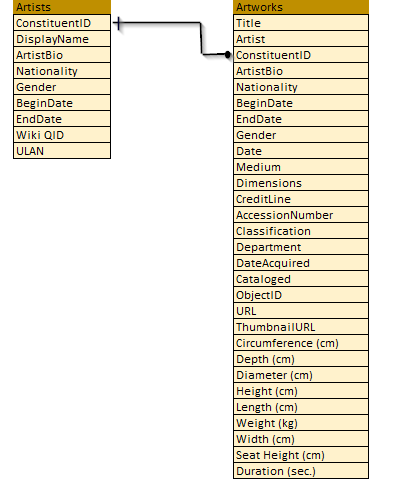 Artists
ConstituentID
DisplayName
ArtistBio
Nationality
Gender
BeginDate
EndDate
Wiki QID
ULAN
Artworks
Title
Artist
ConstituentID
ArtistBio
Nationality
BeginDate
EndDate
Gender
Date
Medium
Dimensions
CreditLine
AccessionNumber
Classification
Department
DateAcquired
Cataloged
ObjectID
URL
ThumbnailURL
Circumference (cm)
Depth (cm)
Diameter (cm)
Height (cm)
Length (cm)
Weight (kg)
Width (cm)
Seat Height (cm)
Duration (sec.)